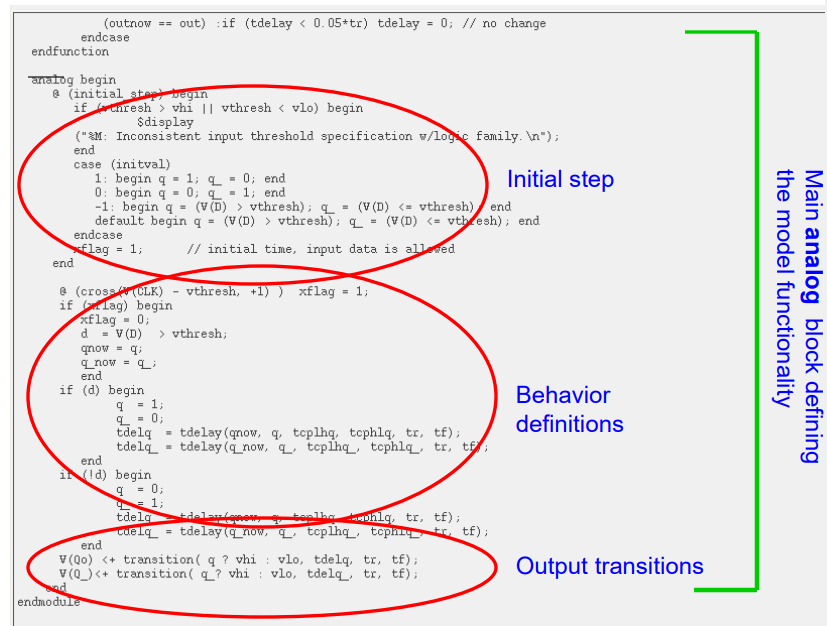 (outnow == out) :if (tdelay < 0.05*tr) tdelay = 0; // no change
endcase
endfunction
analog begin
@ (initial_step) begin
if (vthresh > vhi || vthresh < vlo) begin
$display
("%M: Inconsistent input threshold specification w/logic family.\n");
end
case (initval)
1: begin q = 1; q_ = 0; end
0: begin q = 0; q_ = 1; end
-1: begin q = (V(D) > vthresh); q_ = (V(D) <= vthresh); end
default begin q = (V(D) > vthresh); q_ = (V(D) <= vthresh); end
endcase
xflag = 1; // initial time, input data is allowed
end
@ (cross(V(CLK) - vthresh, +1) ) xflag = 1;
if (xflag) begin
xflag = 0;
d = V(D) > vthresh;
qnow = q;
q_now = q_;
end
if (d) begin
q = 1;
q_ = 0;
tdelq = tdelay(qnow, q, tcplhq, tcphlq, tr, tf);
tdelq_ = tdelay(q_now, q_, tcplhq_, tcphlq_, tr, tf);
end
if (!d) begin
q = 0;
q_ = 1;
tdelq = tdelay(qnow, q, tcplhq, tcphlq, tr, tf);
tdelq_ = tdelay(q_now, q_, tcplhq_, tcphlq_, tr, tf);
end
V(Qo) <+ transition( q ? vhi : vlo, tdelq, tr, tf);
V(Q_)<+ transition( q_? vhi : vlo, tdelq_, tr, tf);
end
endmodule
Initial step
Behavior
definitions
Output transitions
Main analog block defining
the model functionality